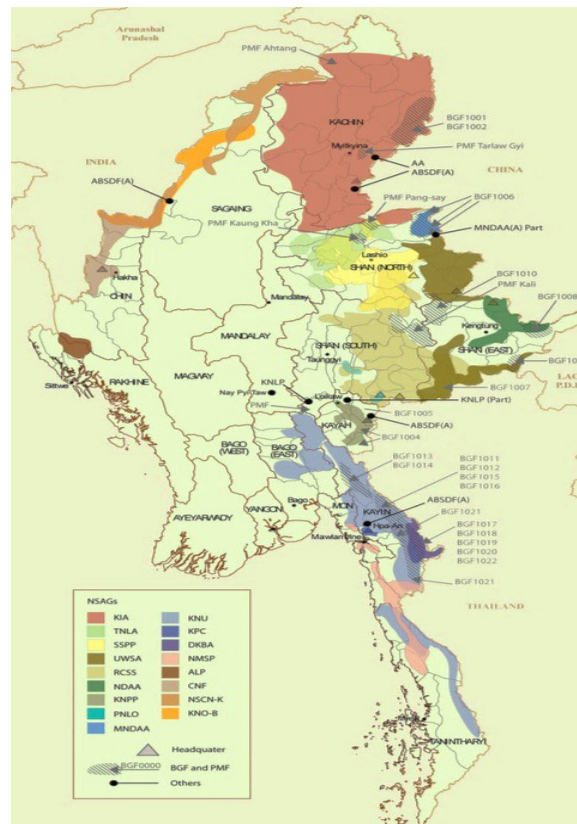 Arunashal
Pradesh
PMF Ahtang
KACHIN
BGF1001
BGF1002
Myitkyina
PMF Tarlaw Gyi
AA
ABSDF(A)
INDIA
CHINA
ABSDF(A)
SAGAING
PMF Pang-say
BGF1006
PMF Kaung Kha
MNDAA(A) Part
Lashio
SHAN (NORTH)
Hakha
CHIN
BGF1010
PMF Kali
Mandalay
BGF1008
Kengtung
MANDALAY
SHAN (SOUTH)
SHAN (EAST)
Taunggyi
Sittwe
RAKHINE
MAGWAY
LAO
P.D.R
BGF1007
KNLP
Nay Pyi Taw
Loikaw
KNLP (Part)
PMF
KAYAH
BGF1005
ABSDF(A)
BGF1004
BAGO
(WEST)
BAGO
(EAST)
BGF1013
BGF1014
BGF1011
BGF1012
BGF1015
BGF1016
MON
KAYIN
ABSDF(A)
Bago
YANGON
AYEYARWADY
Hpa-An
BGF1021
Mawlamyine
BGF1017
BGF1018
BGF1019
BGF1020
BGF1022
BGF1021
THAILAND
NSAGs
KIA
KNU
TNLA
KPC
SSPP
DKBA
UWSA
NMSP
RCSS
ALP
NDAA
CNF
KNPP
NSCN-K
PNLO
KNO-B
MNDAA
Headquater
BGF0000
BGF and PMF
Others
TANINTHARYI